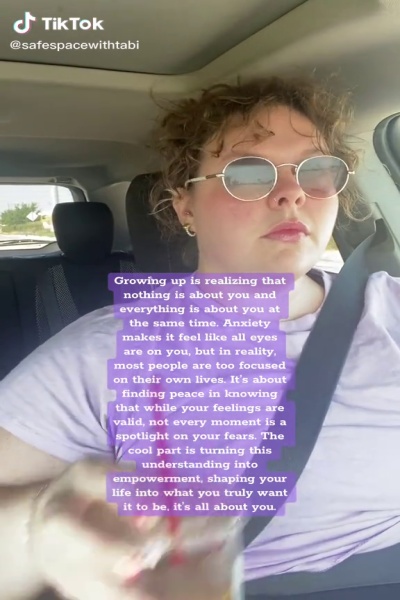 TikTok
@safespacewithtabi
Growing up is realizing that
nothing is about you and
everything is about you at
the same time. Anxiety
makes it feel like all eyes
are on you, but in reality,
most people are too focused
on their own lives. It's about
finding peace in knowing
that while your feelings are
valid, not every moment is a
spotlight on your fears. The
cool part is turning this
understanding into
empowerment, shaping your
life into what you truly want
it to be, it's all about you.